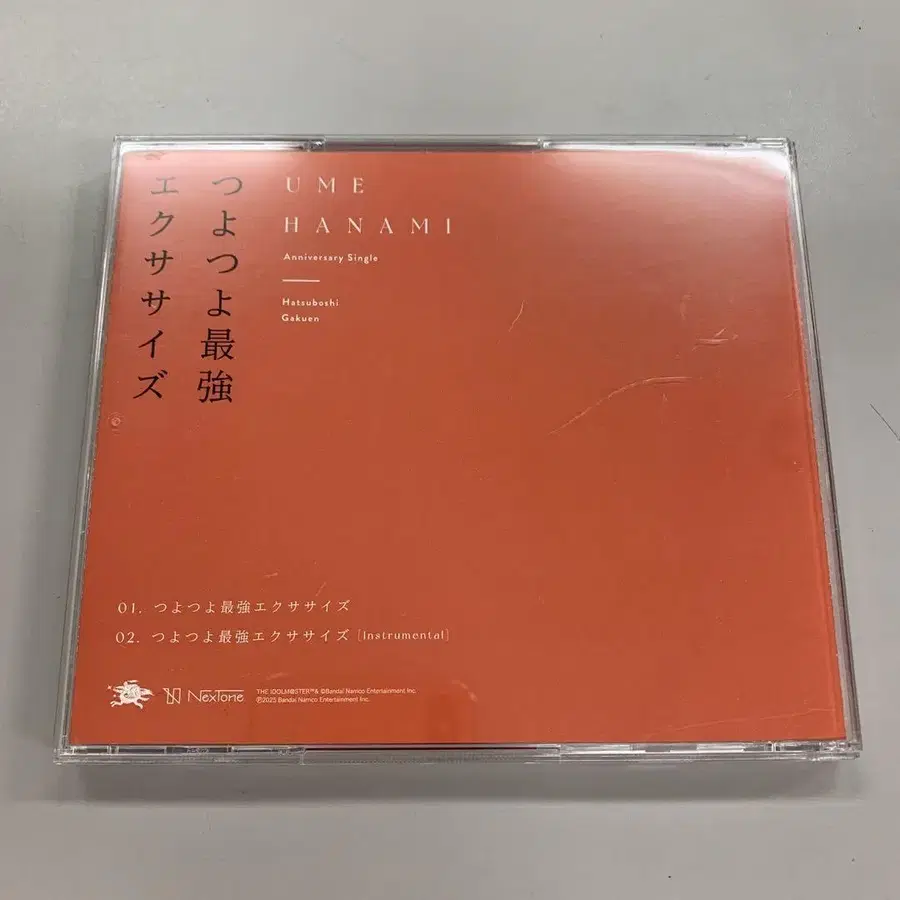 つよつよ最強
エクササイズ
UME
HANAMI
Anniversary Single
Hatsuboshi
Gakuen
01. つよつよ最強エクササイズ
02. つよつよ最強エクササイズ [Instrumental]
NexTone
THE IDOLM@STER™& ©Bandai Namco Entertainment Inc.
℗2025 Bandai Namco Entertainment Inc.